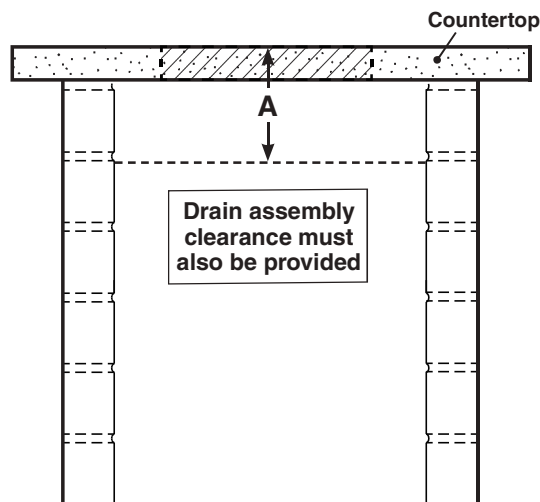 Countertop
A
Drain assembly
clearance must
also be provided